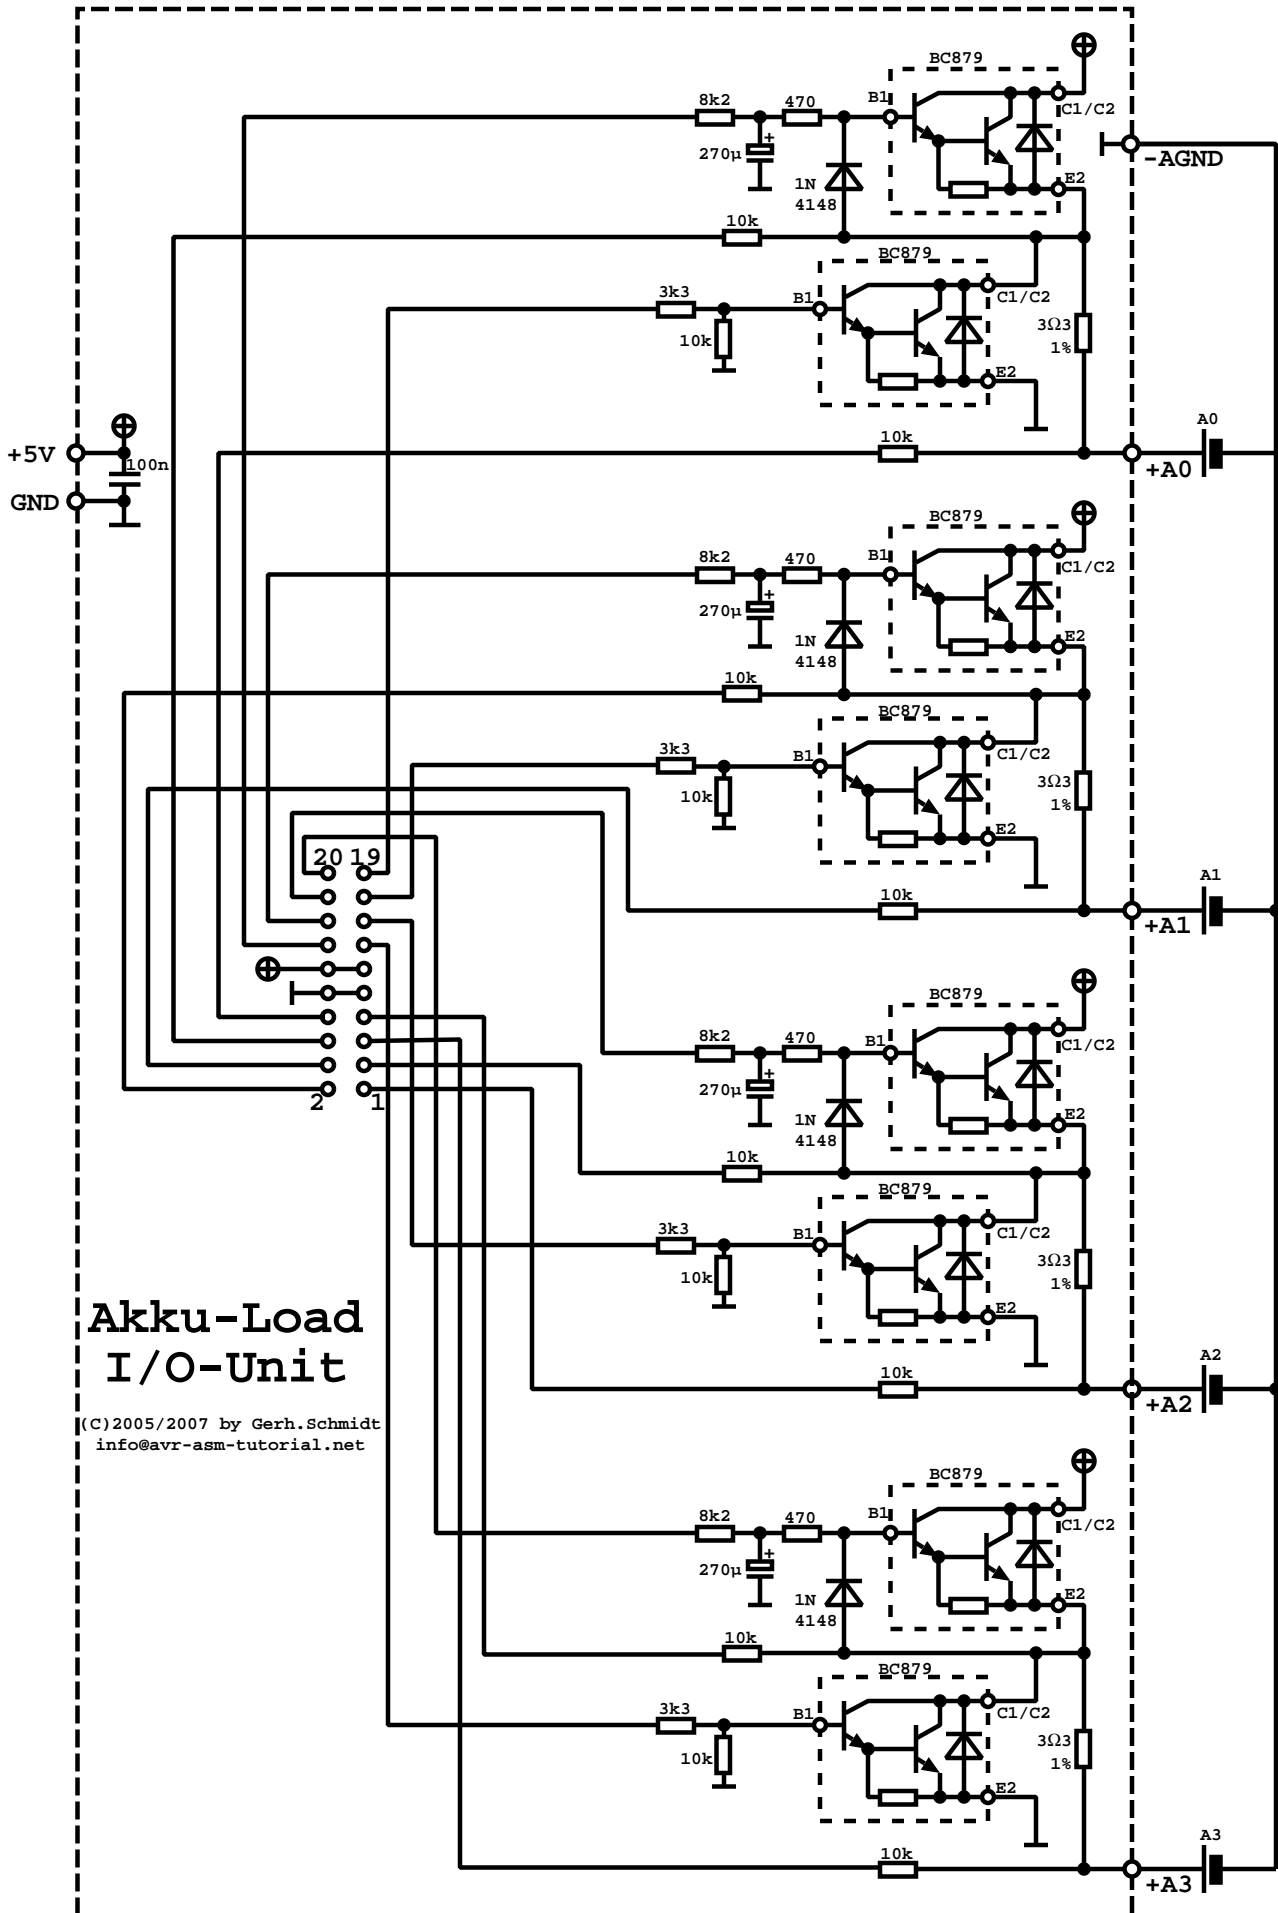 BC879
8k2
470
B1
C1/C2
+
270µ
-AGND
1N
4148
E2
10k
BC879
3k3
B1
C1/C2
10k
3Ω3
1%
E2
A0
10k
+5V
100n
+A0
GND
BC879
8k2
470
B1
C1/C2
+
270µ
1N
4148
E2
10k
BC879
3k3
B1
C1/C2
10k
3Ω3
1%
E2
20 19
A1
10k
+A1
BC879
8k2
470
B1
C1/C2
+
270µ
2 1
1N
4148
E2
10k
BC879
3k3
B1
C1/C2
10k
3Ω3
1%
E2
Akku-Load
I/O-Unit
A2
10k
+A2
(C)2005/2007 by Gerh.Schmidt
info@avr-asm-tutorial.net
BC879
8k2
470
B1
C1/C2
+
270µ
1N
4148
E2
10k
BC879
3k3
B1
C1/C2
10k
3Ω3
1%
E2
A3
10k
+A3